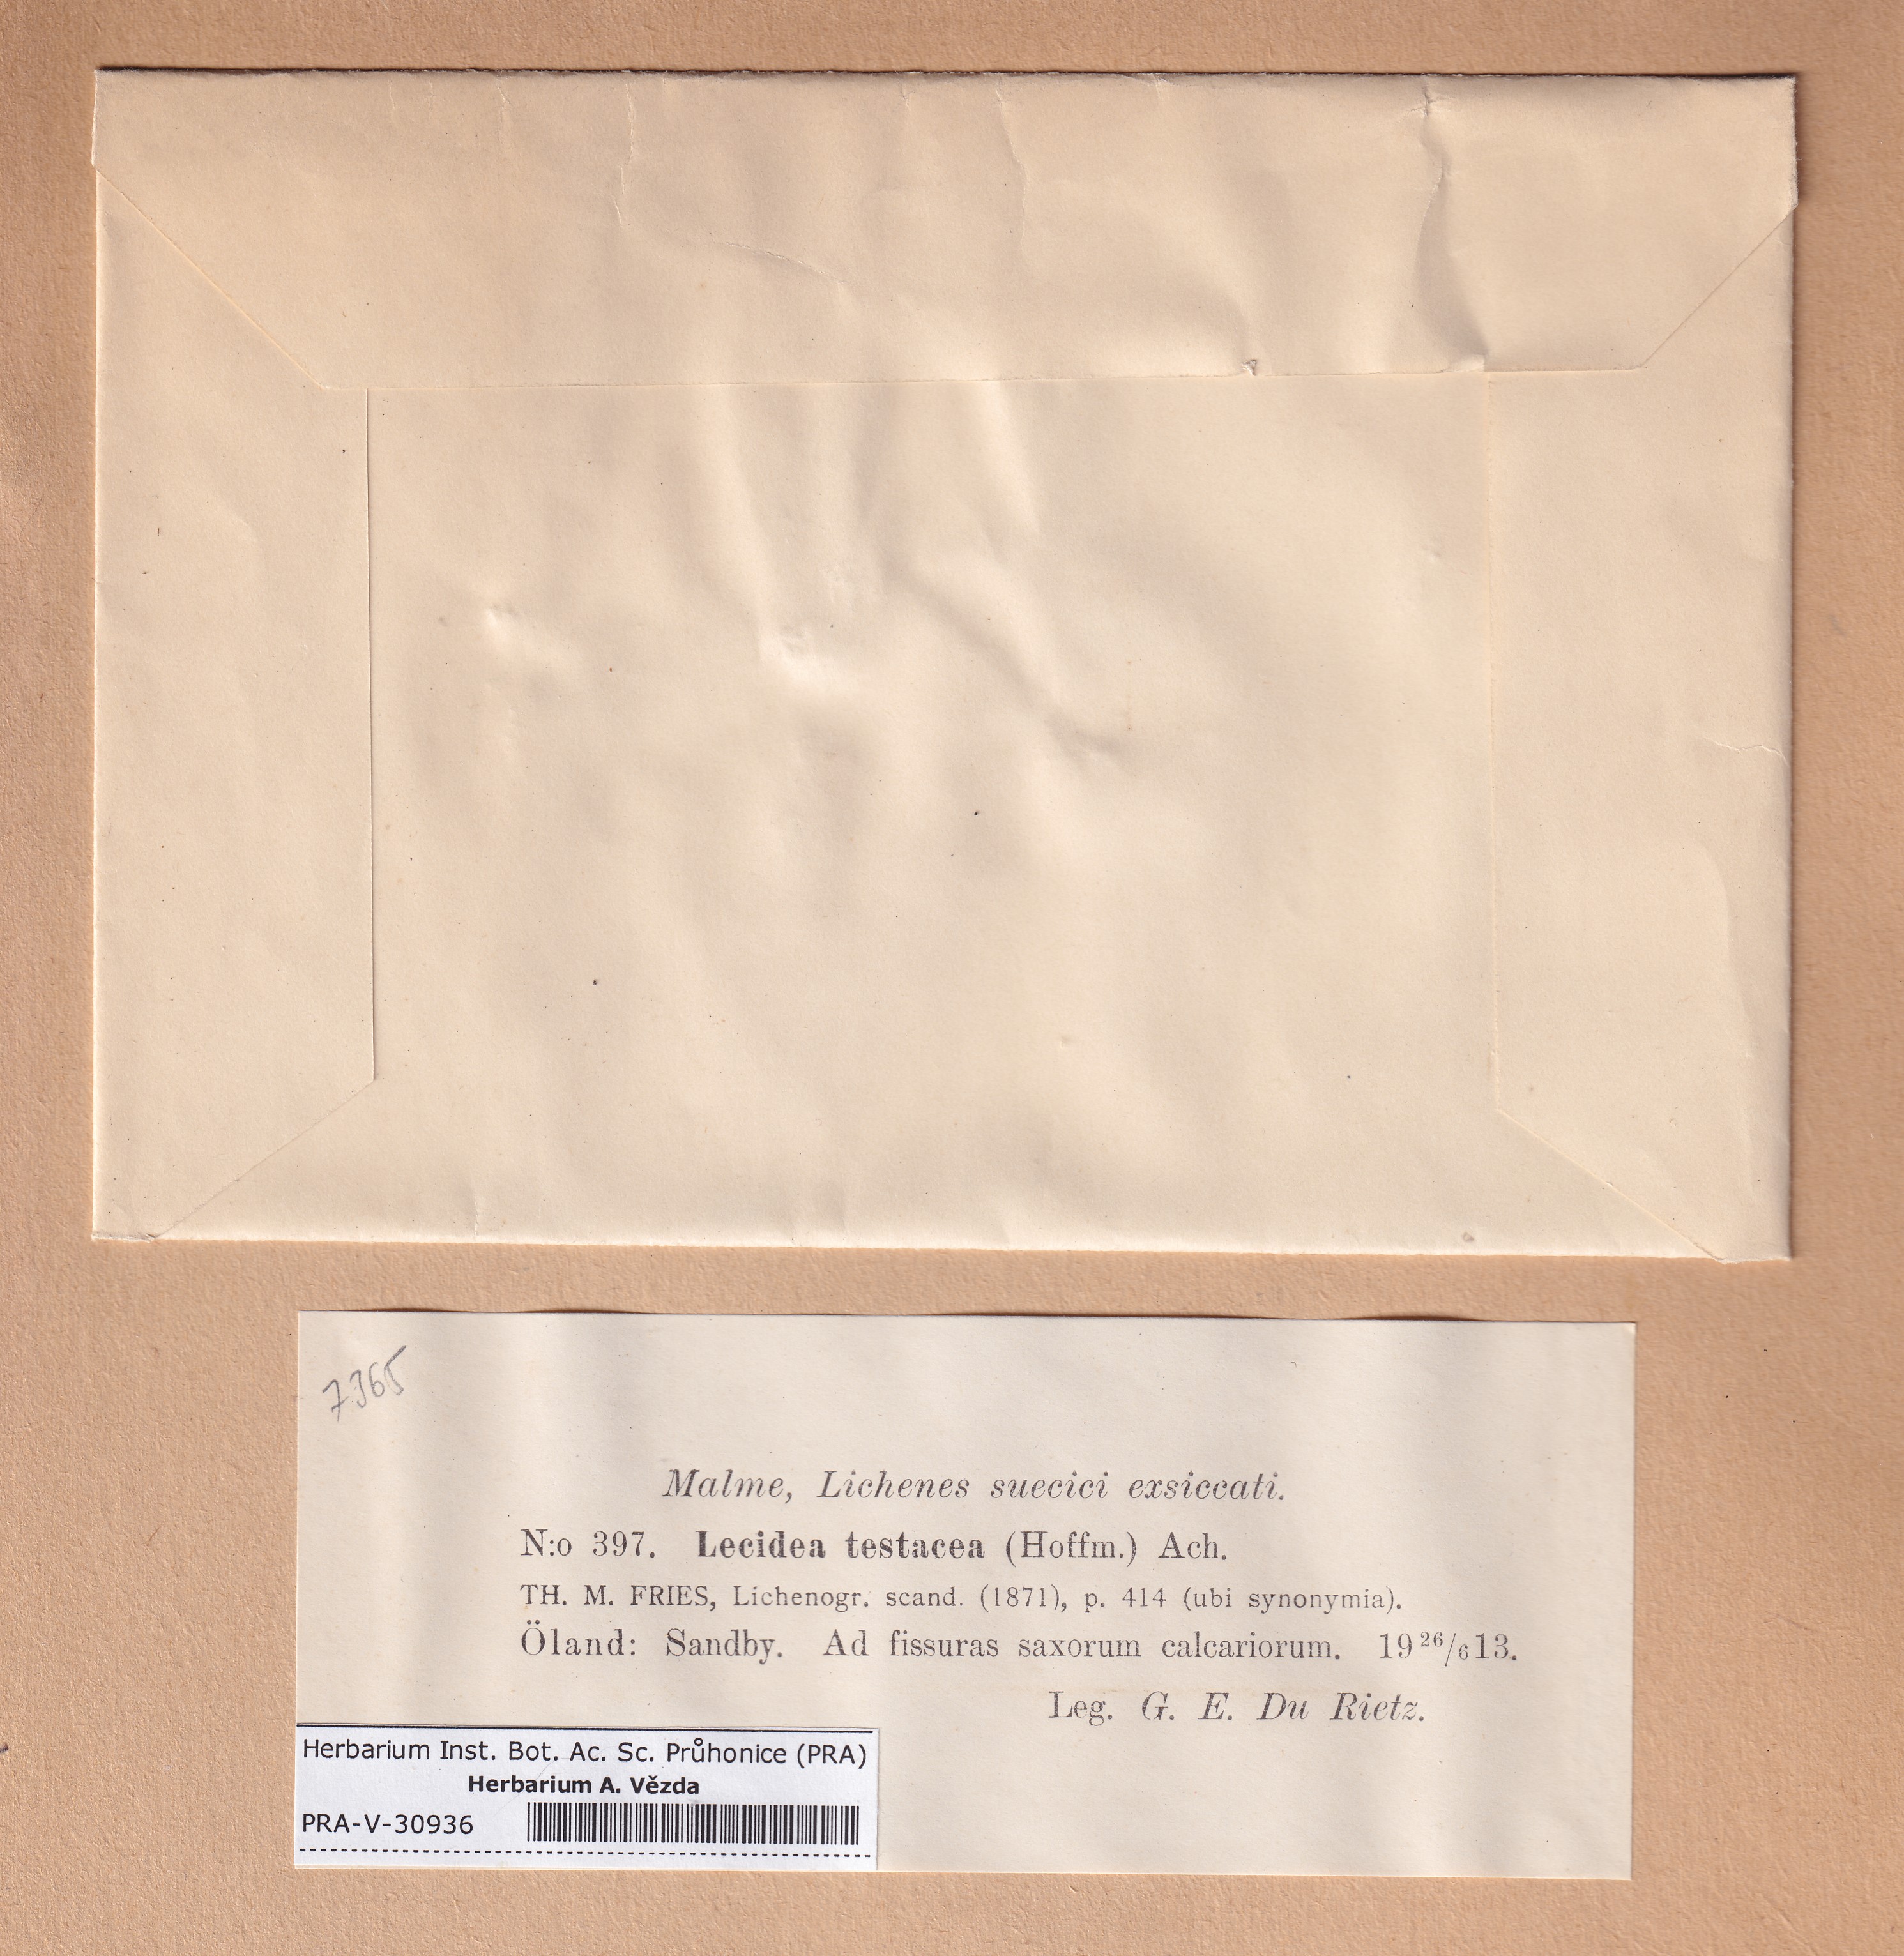 7365
Malme, Lichenes suecici exsiccati.
N:o 397. Lecidea testacea (Hoffm.) Ach.
TH. M. FRIES, Lichenogr. scand. (1871), p. 414 (ubi synonymia).
Öland: Sandby. Ad fissuras saxorum calcariorum. 19 26/6 13.
Leg. G. E. Du Rietz.
Herbarium Inst. Bot. Ac. Sc. Průhonice (PRA)
Herbarium A. Vězda
PRA-V-30936